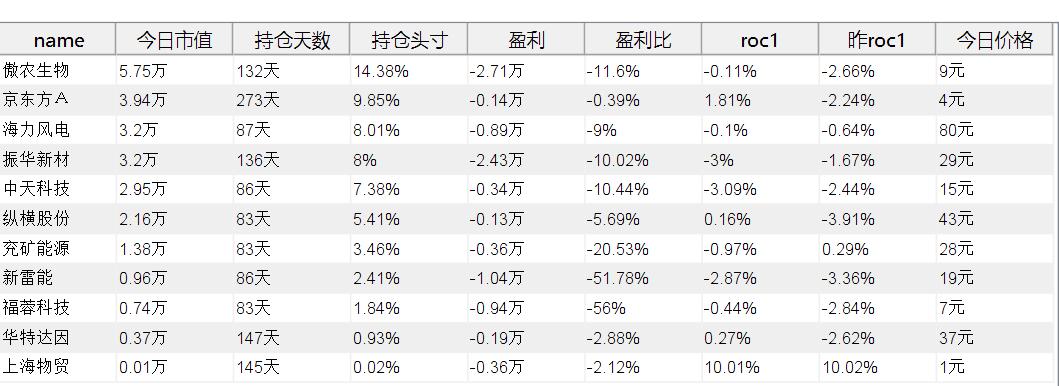 name 今日市值 持仓天数 持仓头寸 盈利 盈利比 roc1 昨roc1 今日价格
傲农生物 5.75万 132天 14.38% -2.71万 -11.6% -0.11% -2.66% 9元
京东方Ａ 3.94万 273天 9.85% -0.14万 -0.39% 1.81% -2.24% 4元
海力风电 3.2万 87天 8.01% -0.89万 -9% -0.1% -0.64% 80元
振华新材 3.2万 136天 8% -2.43万 -10.02% -3% -1.67% 29元
中天科技 2.95万 86天 7.38% -0.34万 -10.44% -3.09% -2.44% 15元
纵横股份 2.16万 83天 5.41% -0.13万 -5.69% 0.16% -3.91% 43元
兖矿能源 1.38万 83天 3.46% -0.36万 -20.53% -0.97% 0.29% 28元
新雷能 0.96万 86天 2.41% -1.04万 -51.78% -2.87% -3.36% 19元
福蓉科技 0.74万 83天 1.84% -0.94万 -56% -0.44% -2.84% 7元
华特达因 0.37万 147天 0.93% -0.19万 -2.88% 0.27% -2.62% 37元
上海物贸 0.01万 145天 0.02% -0.36万 -2.12% 10.01% 10.02% 1元